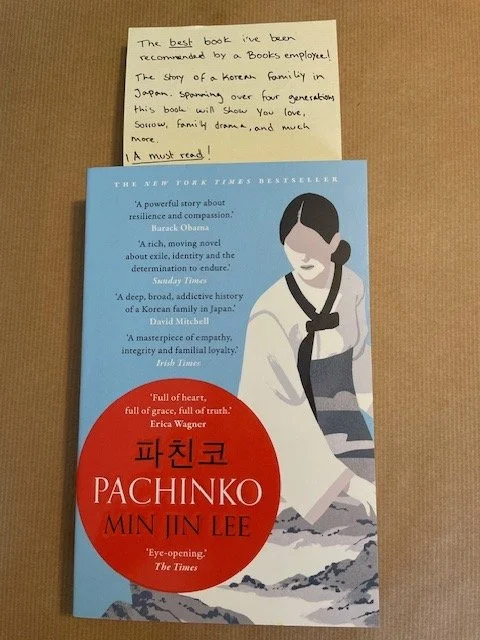 The best book i've been
recommended by a Books employee!
The story of a Korean family in
Japan. Spanning over four generations
this book will show you love,
Sorrow, family drama, and much
more.
A must read!
THE NEW YORK TIMES BESTSELLER
'A powerful story about
resilience and compassion.'
Barack Obama
'A rich, moving novel
about exile, identity and the
determination to endure.'
Sunday Times
'A deep, broad, addictive history
of a Korean family in Japan.'
David Mitchell
'A masterpiece of empathy,
integrity and familial loyalty.'
Irish Times
'Full of heart,
full of grace, full of truth.'
Erica Wagner
파친코
PACHINKO
MIN JIN LEE
'Eye-opening.'
The Times